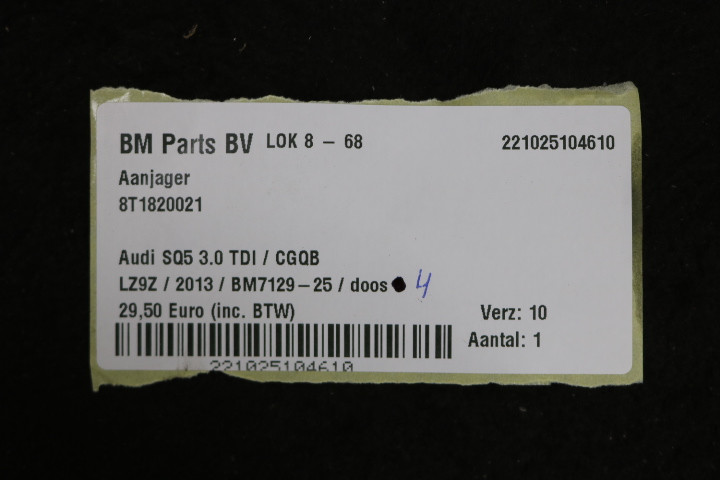 BM Parts BV LOK 8 - 68 221025104610
Aanjager
8T1820021
Audi SQ5 3.0 TDI / CGQB
LZ9Z / 2013 / BM7129-25 / doos 4
29,50 Euro (inc. BTW) Verz: 10
Aantal: 1
221025104610